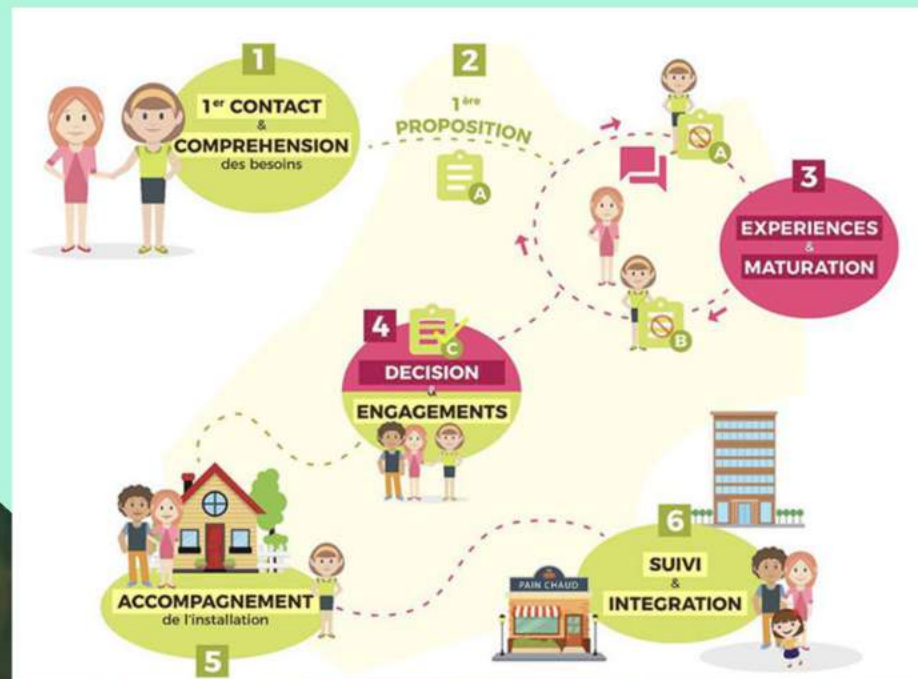 1
1er CONTACT
&
COMPREHENSION
des besoins
2
1ère
PROPOSITION
A
A
3
EXPERIENCES
&
MATURATION
B
4
C
DECISION
&
ENGAGEMENTS
ACCOMPAGNEMENT
de l'installation
5
6
SUIVI
&
INTEGRATION
PAIN CHAUD